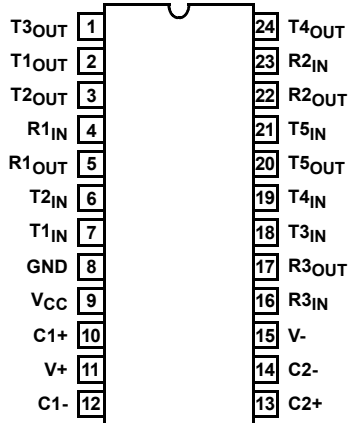 T3OUT 1 24 T4OUT
T1OUT 2 23 R2IN
T2OUT 3 22 R2OUT
R1IN 4 21 T5IN
R1OUT 5 20 T5OUT
T2IN 6 19 T4IN
T1IN 7 18 T3IN
GND 8 17 R3OUT
VCC 9 16 R3IN
C1+ 10 15 V-
V+ 11 14 C2-
C1- 12 13 C2+